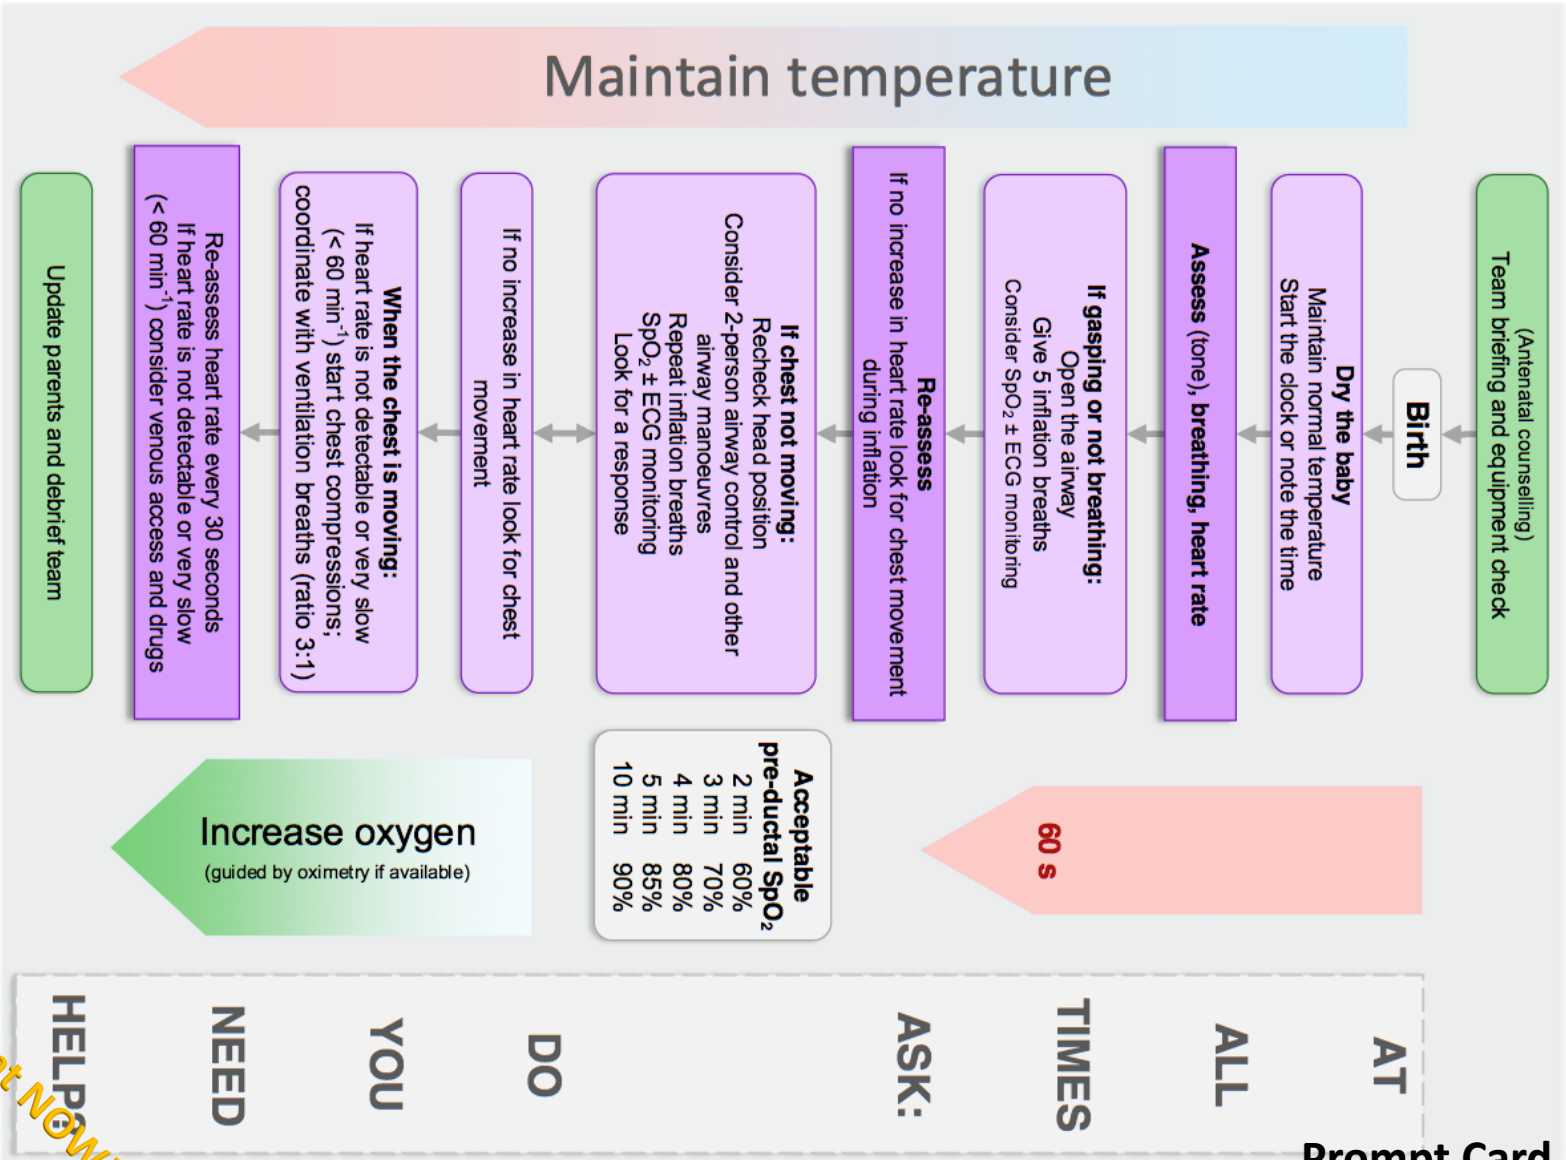 (Antenatal counselling)
Team briefing and equipment check
Birth
Dry the baby
Maintain normal temperature
Start the clock or note the time
Assess (tone), breathing, heart rate
If gasping or not breathing:
Open the airway
Give 5 inflation breaths
Consider SpO₂ ± ECG monitoring
Re-assess
If no increase in heart rate look for chest movement
during inflation
If chest not moving:
Recheck head position
Consider 2-person airway control and other
airway manoeuvres
Repeat inflation breaths
SpO₂ ± ECG monitoring
Look for a response
If no increase in heart rate look for chest
movement
When the chest is moving:
If heart rate is not detectable or very slow
(< 60 min⁻¹) start chest compressions;
coordinate with ventilation breaths (ratio 3:1)
Re-assess heart rate every 30 seconds
If heart rate is not detectable or very slow
(< 60 min⁻¹) consider venous access and drugs
Update parents and debrief team
Maintain temperature
60 s
Acceptable
pre-ductal SpO₂
2 min 60%
3 min 70%
4 min 80%
5 min 85%
10 min 90%
Increase oxygen
(guided by oximetry if available)
AT
ALL
TIMES
ASK:
DO
YOU
NEED
HELP?
NOW
Prompt Card